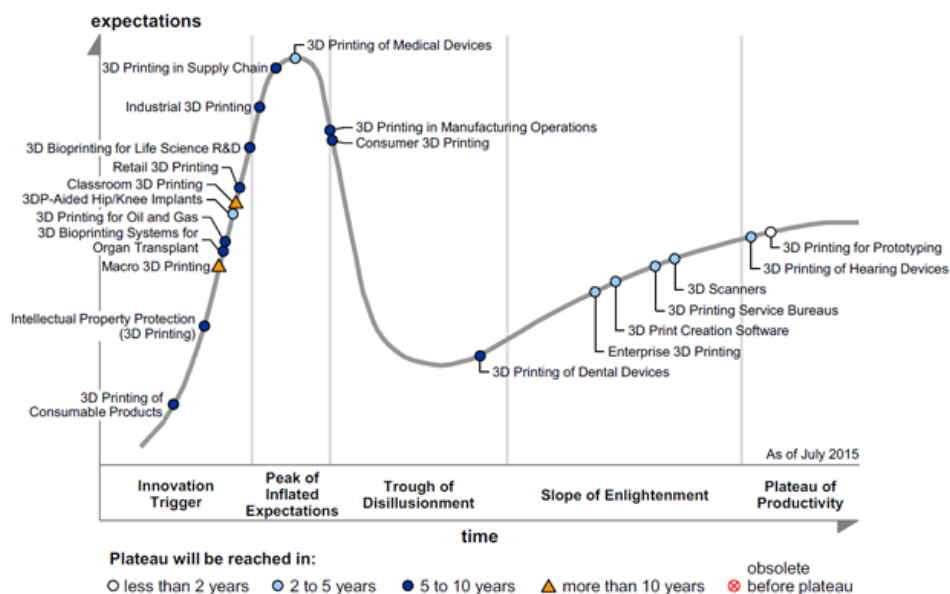 expectations
3D Printing of Medical Devices
3D Printing in Supply Chain
Industrial 3D Printing
3D Printing in Manufacturing Operations
Consumer 3D Printing
3D Bioprinting for Life Science R&D
Retail 3D Printing
Classroom 3D Printing
3DP-Aided Hip/Knee Implants
3D Printing for Oil and Gas
3D Bioprinting Systems for
Organ Transplant
Macro 3D Printing
Intellectual Property Protection
(3D Printing)
3D Printing of
Consumable Products
3D Printing for Prototyping
3D Printing of Hearing Devices
3D Scanners
3D Printing Service Bureaus
3D Print Creation Software
Enterprise 3D Printing
3D Printing of Dental Devices
As of July 2015
Innovation
Trigger
Peak of
Inflated
Expectations
Trough of
Disillusionment
Slope of Enlightenment
Plateau of
Productivity
time
Plateau will be reached in:
less than 2 years
2 to 5 years
5 to 10 years
more than 10 years
obsolete
before plateau